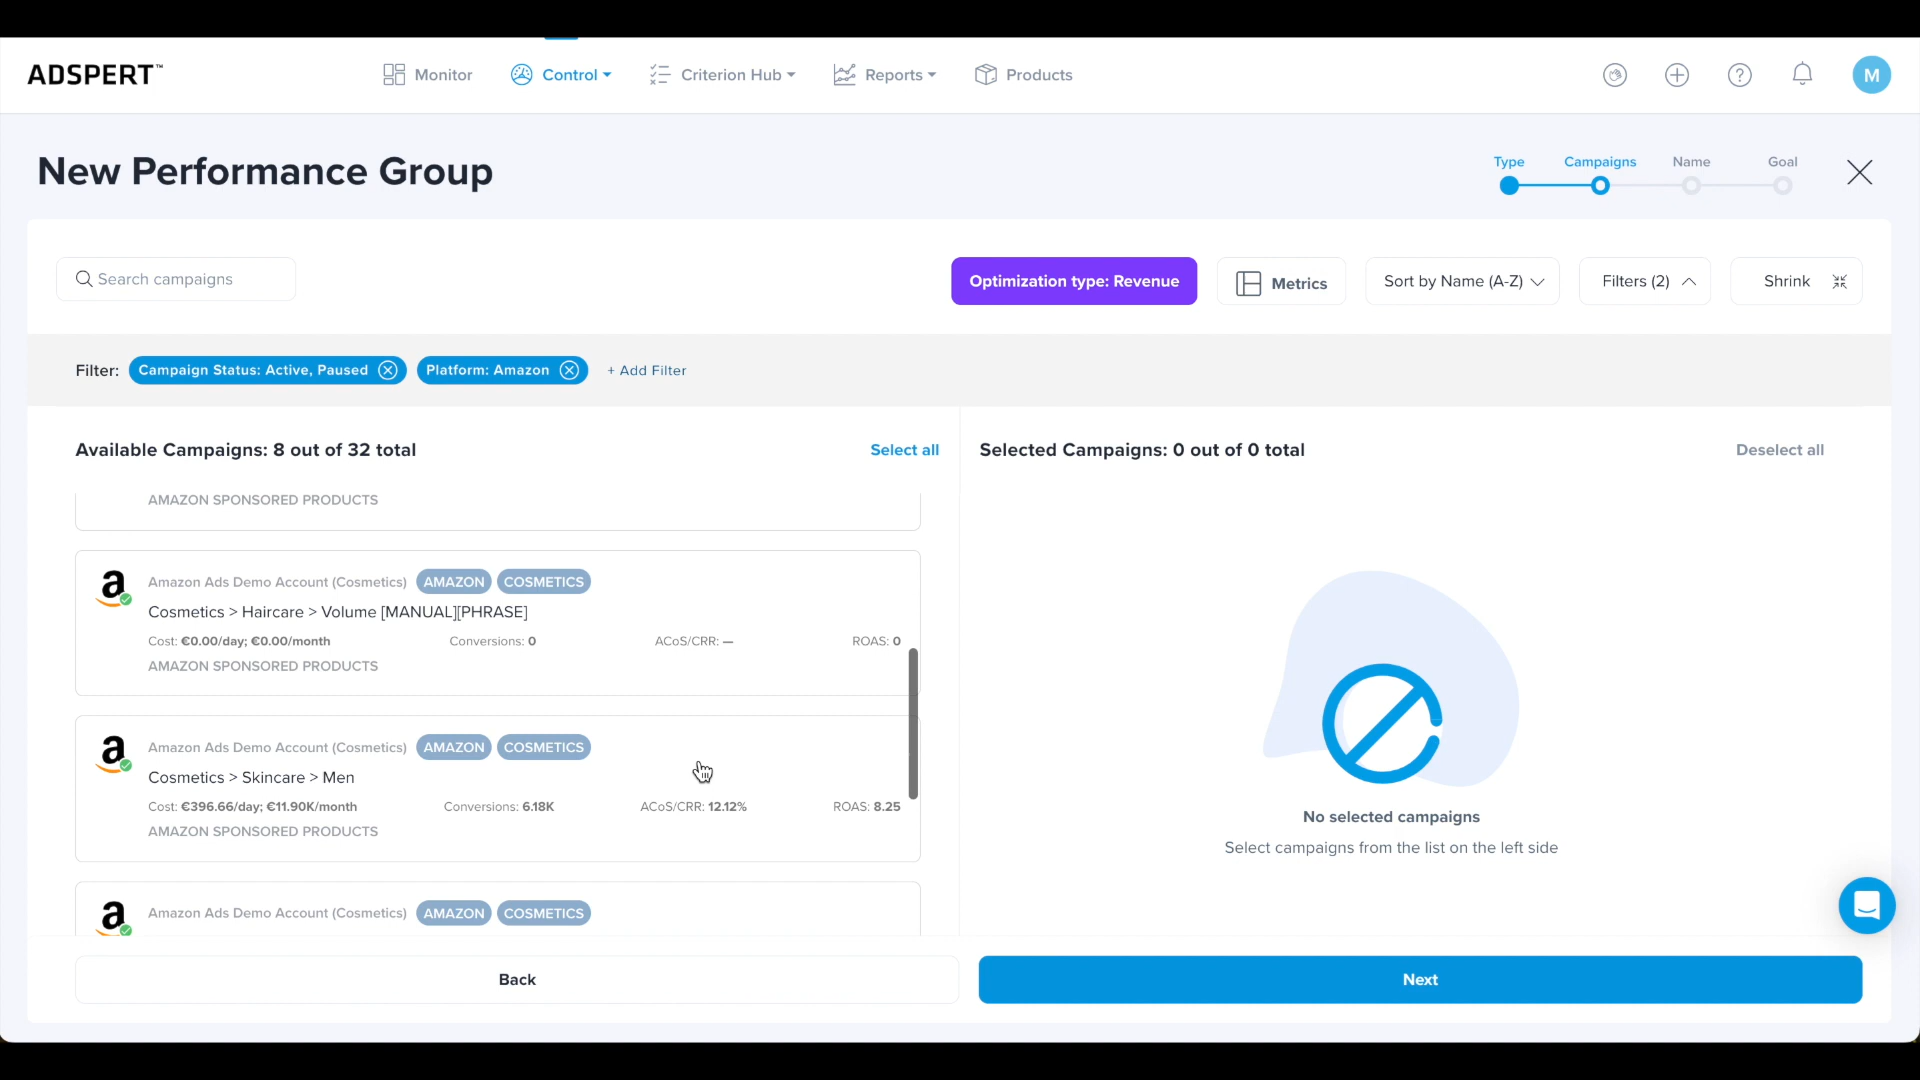 ADSPERT™
Monitor
Control
Criterion Hub
Reports
Products
M
New Performance Group
Type
Campaigns
Name
Goal
Search campaigns
Optimization type: Revenue
Metrics
Sort by Name (A-Z)
Filters (2)
Shrink
Filter:
Campaign Status: Active, Paused
Platform: Amazon
+ Add Filter
Available Campaigns: 8 out of 32 total
Select all
Selected Campaigns: 0 out of 0 total
Deselect all
AMAZON SPONSORED PRODUCTS
a
Amazon Ads Demo Account (Cosmetics) AMAZON COSMETICS
Cosmetics > Haircare > Volume [MANUAL][PHRASE]
Cost: €0.00/day; €0.00/month Conversions: 0 ACoS/CRR: — ROAS: 0
AMAZON SPONSORED PRODUCTS
a
Amazon Ads Demo Account (Cosmetics) AMAZON COSMETICS
Cosmetics > Skincare > Men
Cost: €396.66/day; €11.90K/month Conversions: 6.18K ACoS/CRR: 12.12% ROAS: 8.25
AMAZON SPONSORED PRODUCTS
a
Amazon Ads Demo Account (Cosmetics) AMAZON COSMETICS
No selected campaigns
Select campaigns from the list on the left side
Back
Next